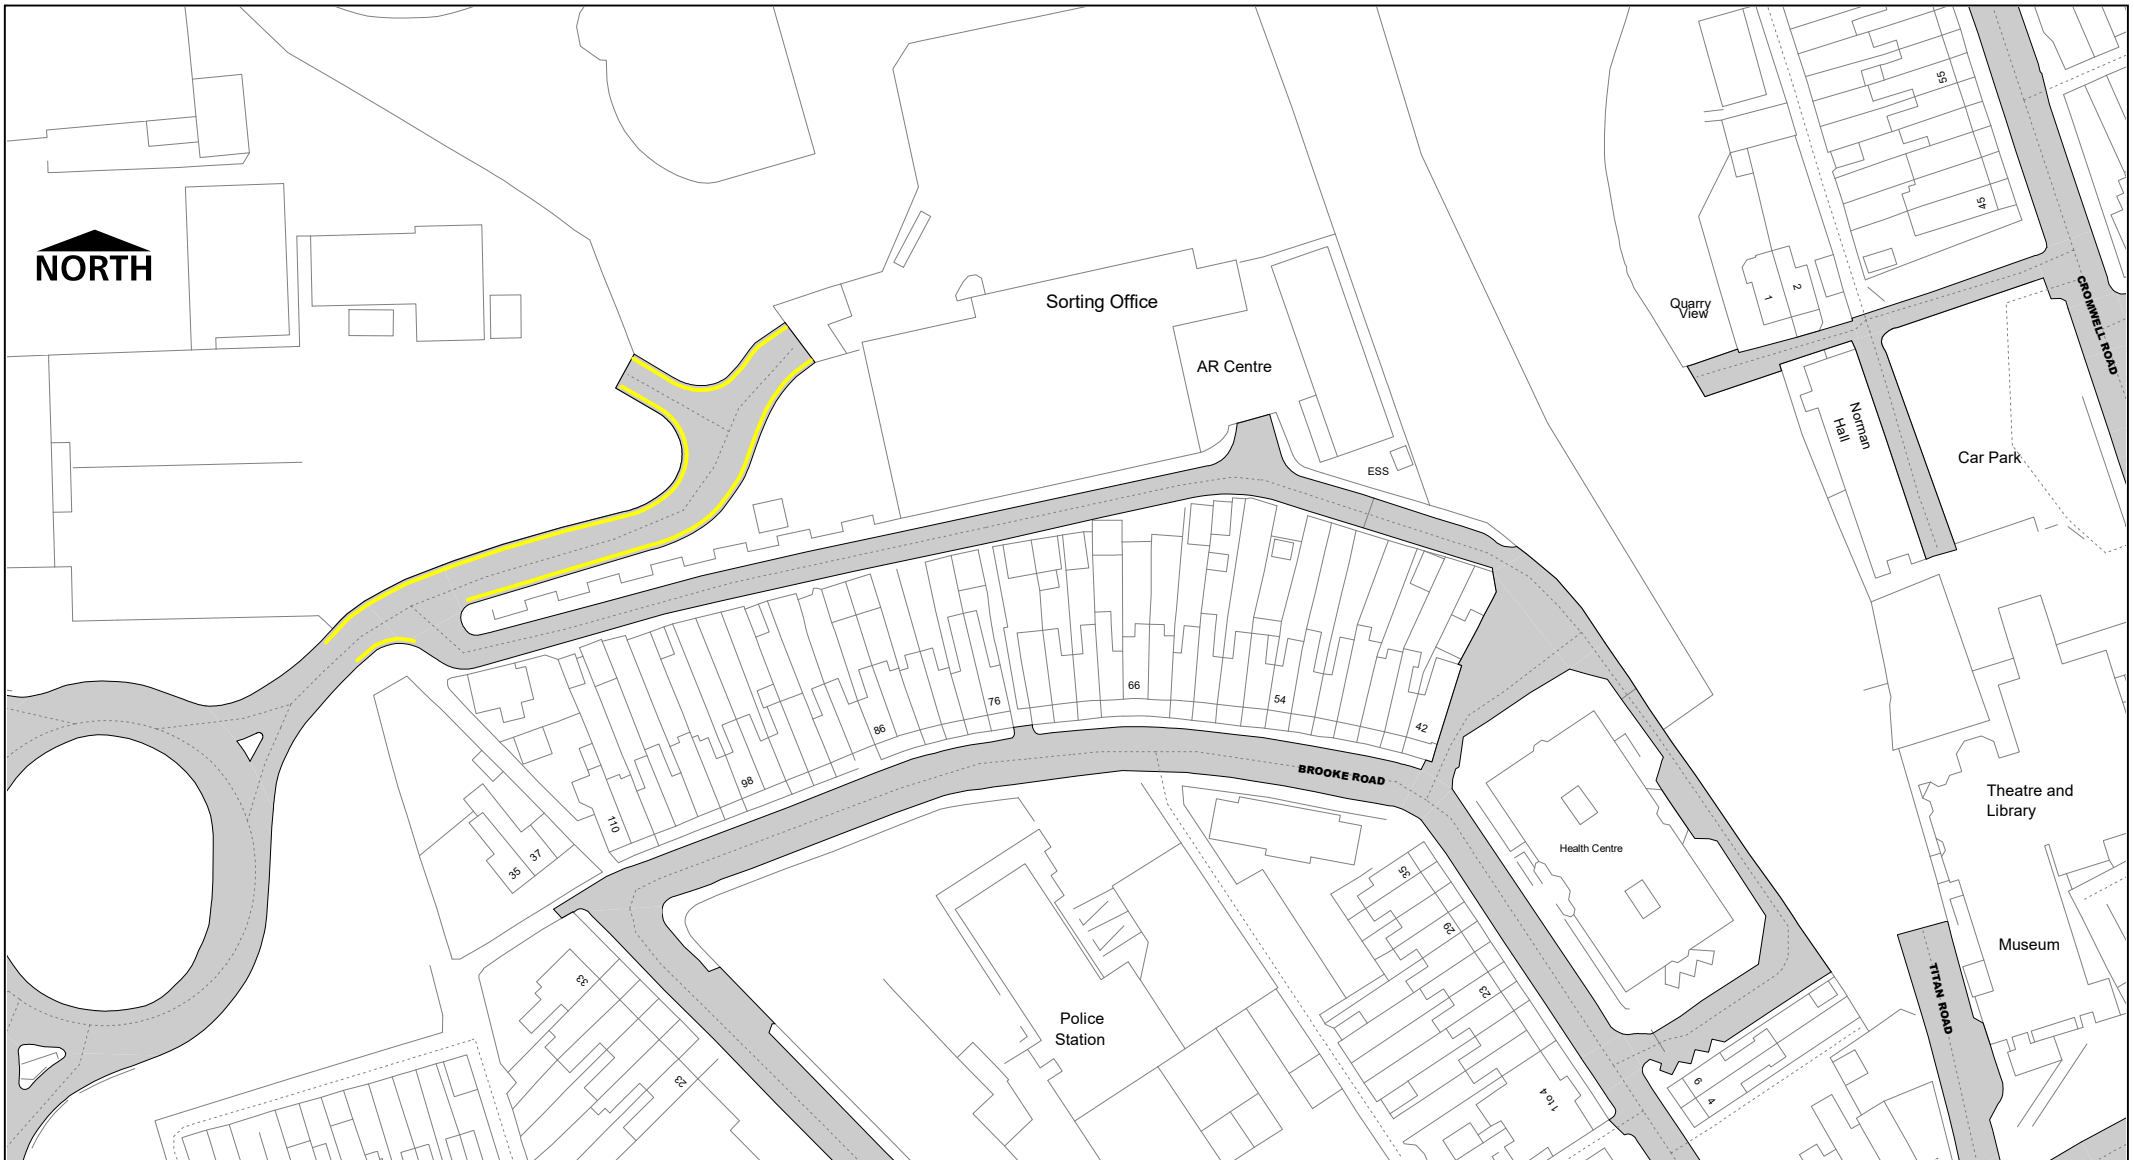 55
45
NORTH
Sorting Office
AR Centre
ESS
Quarry
View
1
2
CROMWELL ROAD
Norman
Hall
Car Park
76
66
54
42
86
98
110
BROOKE ROAD
35
37
Health Centre
Theatre and
Library
Museum
TITAN ROAD
35
29
23
33
23
Police
Station
1 to 4
6
4